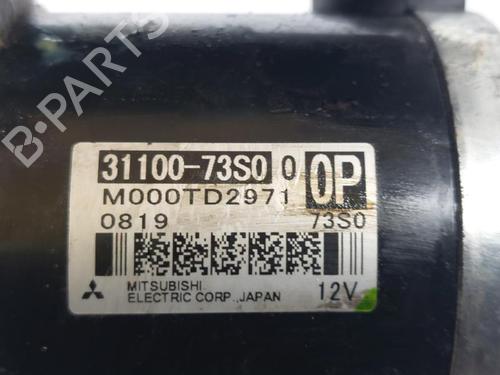 B-PARTS
31100-73S0 0 0P
M000TD2971
0819 73S0
MITSUBISHI
ELECTRIC CORP.,JAPAN 12V